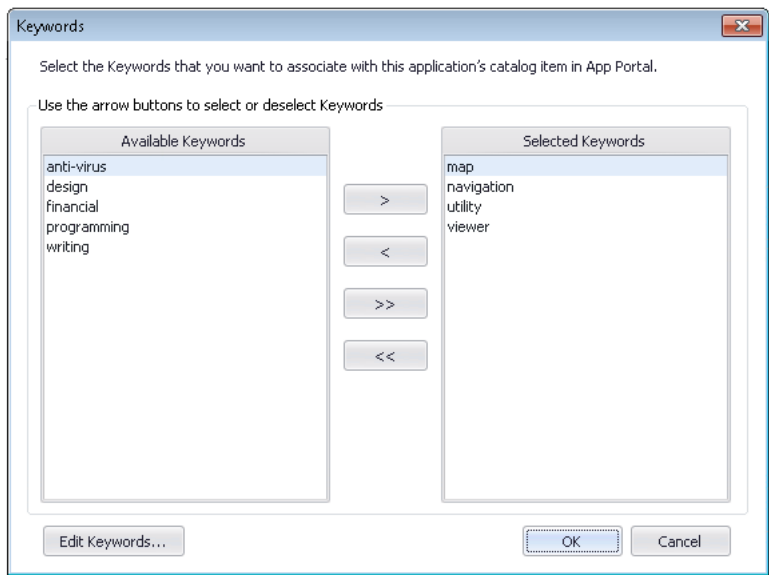 Keywords
Select the Keywords that you want to associate with this application's catalog item in App Portal.
Use the arrow buttons to select or deselect Keywords
Available Keywords
anti-virus
design
financial
programming
writing
>
<
>>
<<
Selected Keywords
map
navigation
utility
viewer
Edit Keywords...
OK
Cancel